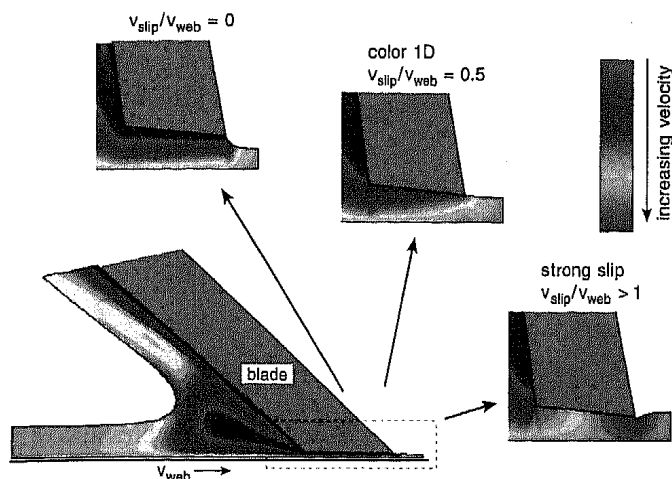 v_slip/v_web = 0
color 1D
v_slip/v_web = 0.5
increasing velocity
strong slip
v_slip/v_web > 1
blade
v_web